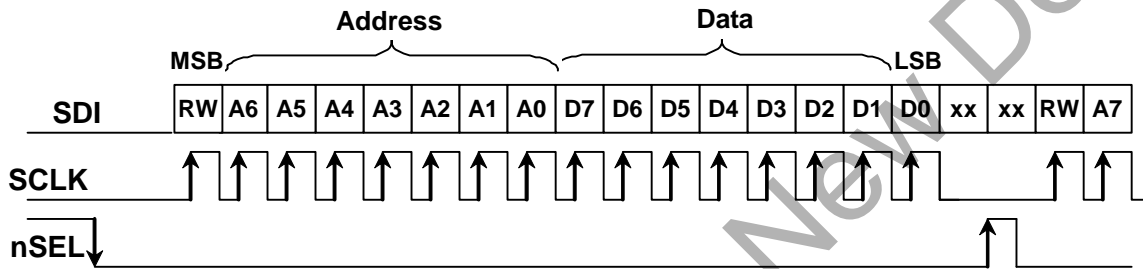 Address Data
MSB LSB
SDI RW A6 A5 A4 A3 A2 A1 A0 D7 D6 D5 D4 D3 D2 D1 D0 xx xx RW A7
SCLK
nSEL
New